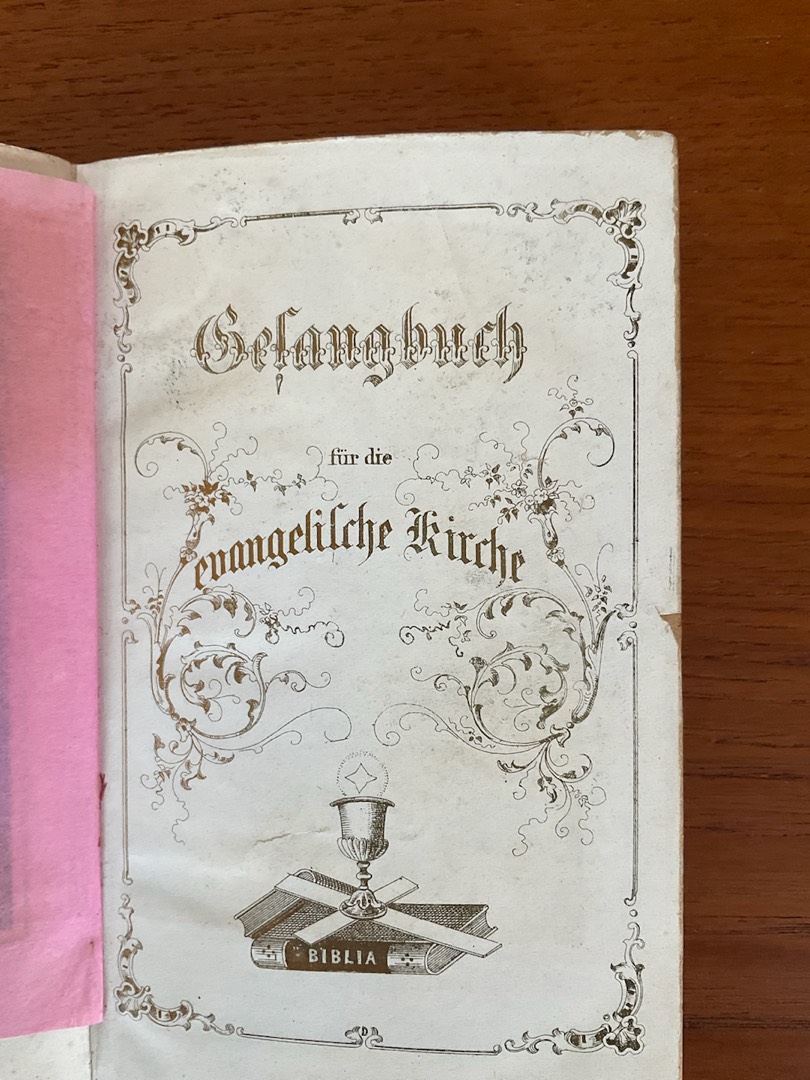 Geſangbuch
für die
evangeliſche Kirche
BIBLIA
D